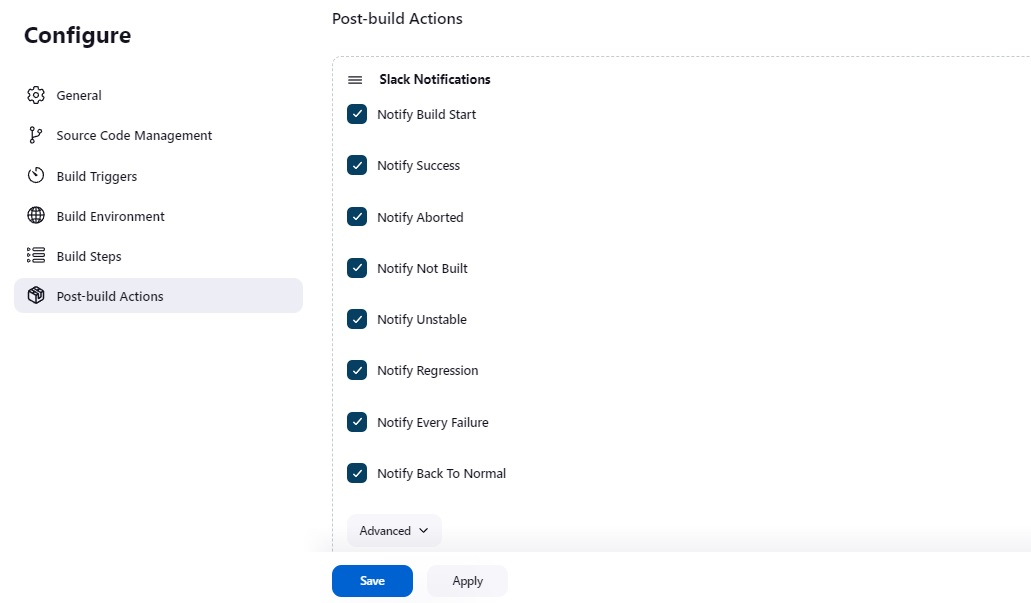 Configure
General
Source Code Management
Build Triggers
Build Environment
Build Steps
Post-build Actions
Post-build Actions
Slack Notifications
Notify Build Start
Notify Success
Notify Aborted
Notify Not Built
Notify Unstable
Notify Regression
Notify Every Failure
Notify Back To Normal
Advanced
Save Apply